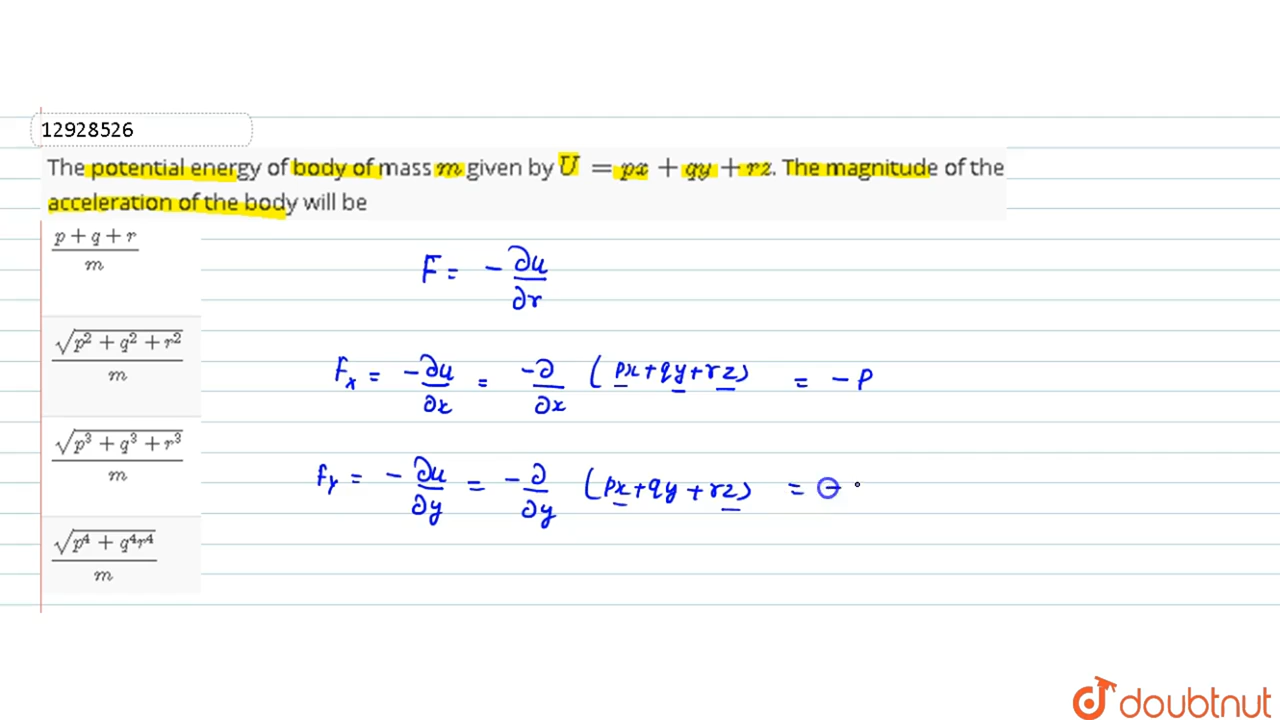 12928526
The potential energy of body of mass m given by U = px + qy + rz. The magnitude of the
acceleration of the body will be
p + q + r
m
√p² + q² + r²
m
√p³ + q³ + r³
m
√p⁴ + q⁴r⁴
m
F = - ∂u
∂r
Fx = -∂u = -∂ (px+qy+rz) = -P
∂x ∂x
Fy = -∂u = -∂ (px+qy+rz) = -
∂y ∂y
doubtnut